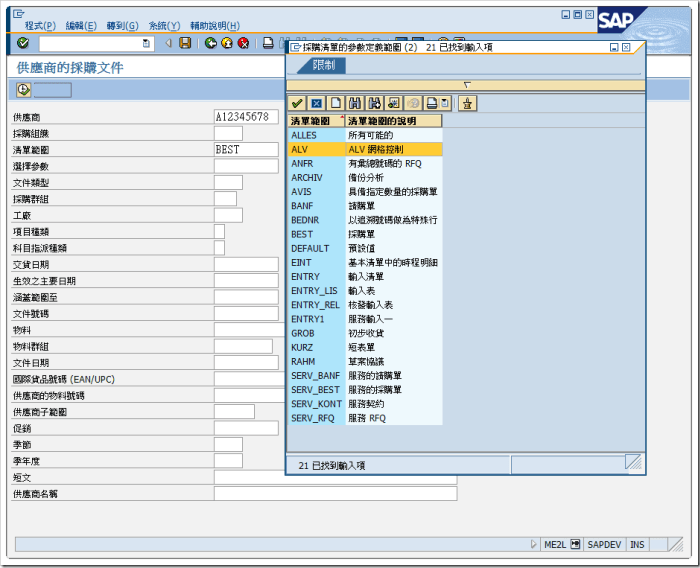 程式(P) 編輯(E) 轉到(G) 系統(Y) 輔助說明(H)
SAP
供應商的採購文件
供應商 A12345678
採購組織
清單範圍 BEST
選擇參數
文件類型
採購群組
工廠
項目種類
科目指派種類
交貨日期
生效之主要日期
涵蓋範圍至
文件號碼
物料
物料群組
文件日期
國際貨品號碼 (EAN/UPC)
供應商的物料號碼
供應商子範圍
促銷
季節
季年度
短文
供應商名稱
採購清單的參數定義範圍 (2) 21 已找到輸入項
限制
清單範圍 清單範圍的說明
ALLES 所有可能的
ALV ALV 網格控制
ANFR 有彙總號碼的 RFQ
ARCHIV 備份分析
AVIS 具備指定數量的採購單
BANF 請購單
BEDNR 以追溯號碼做為特殊行
BEST 採購單
DEFAULT 預設值
EINT 基本清單中的時程明細
ENTRY 輸入清單
ENTRY_LIS 輸入表
ENTRY_REL 核發輸入表
ENTRY1 服務輸入一
GROB 初步收貨
KURZ 短表單
RAHM 草案協議
SERV_BANF 服務的請購單
SERV_BEST 服務的採購單
SERV_KONT 服務契約
SERV_RFQ 服務 RFQ
21 已找到輸入項
ME2L SAPDEV INS